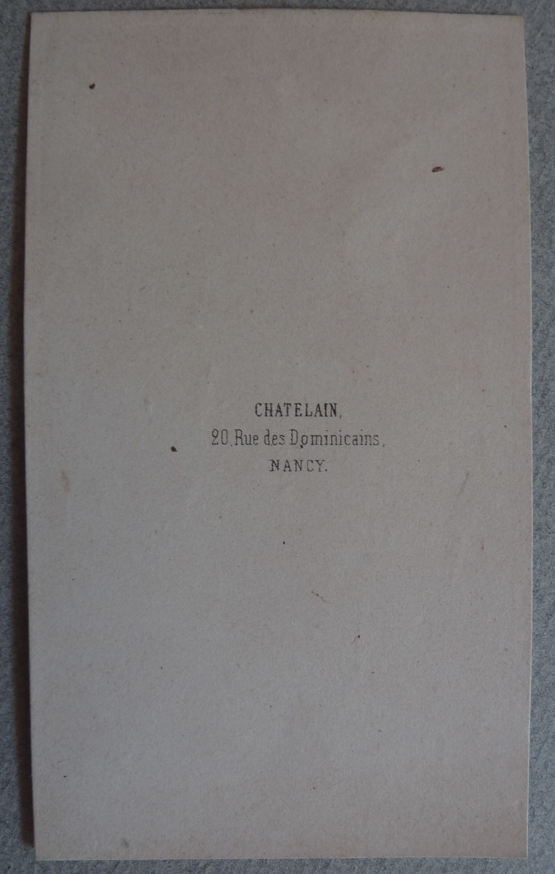 CHATELAIN,
20, Rue des Dominicains,
NANCY.